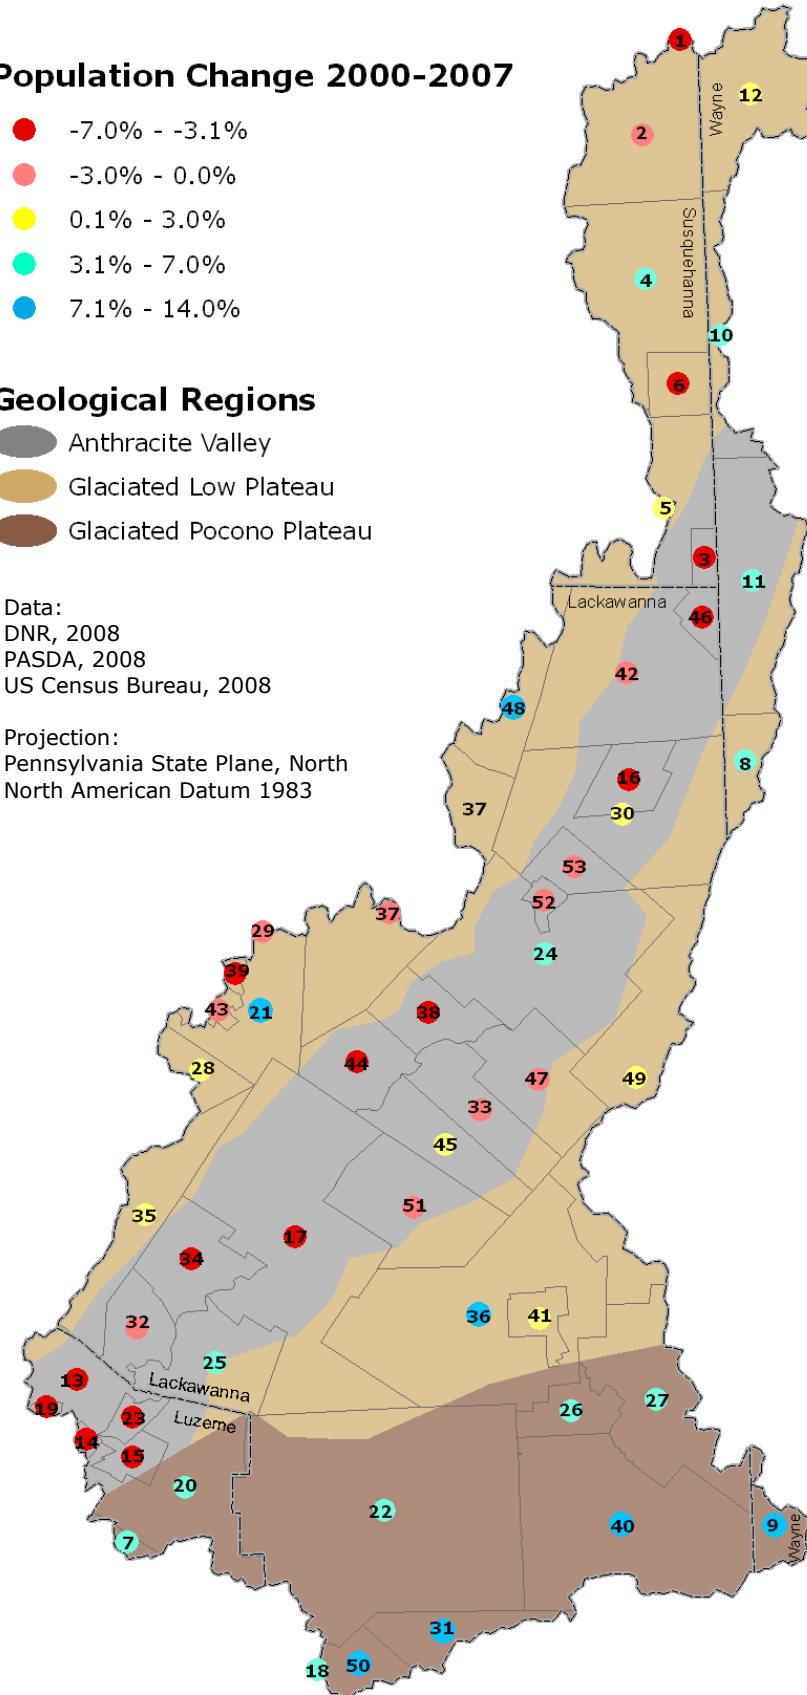 Population Change 2000-2007
-7.0% - -3.1%
-3.0% - 0.0%
0.1% - 3.0%
3.1% - 7.0%
7.1% - 14.0%
Geological Regions
Anthracite Valley
Glaciated Low Plateau
Glaciated Pocono Plateau
Data:
DNR, 2008
PASDA, 2008
US Census Bureau, 2008
Projection:
Pennsylvania State Plane, North
North American Datum 1983
1
12
Wayne
2
Susquehanna
4
10
6
5
3
11
Lackawanna
46
42
48
8
16
37
30
53
52
37
29
24
39
43
21
38
44
28
47
49
33
45
51
35
17
34
36
41
32
25
13
Lackawanna
27
19
26
23
Luzerne
14
15
20
22
40
9
Wayne
7
31
50
18